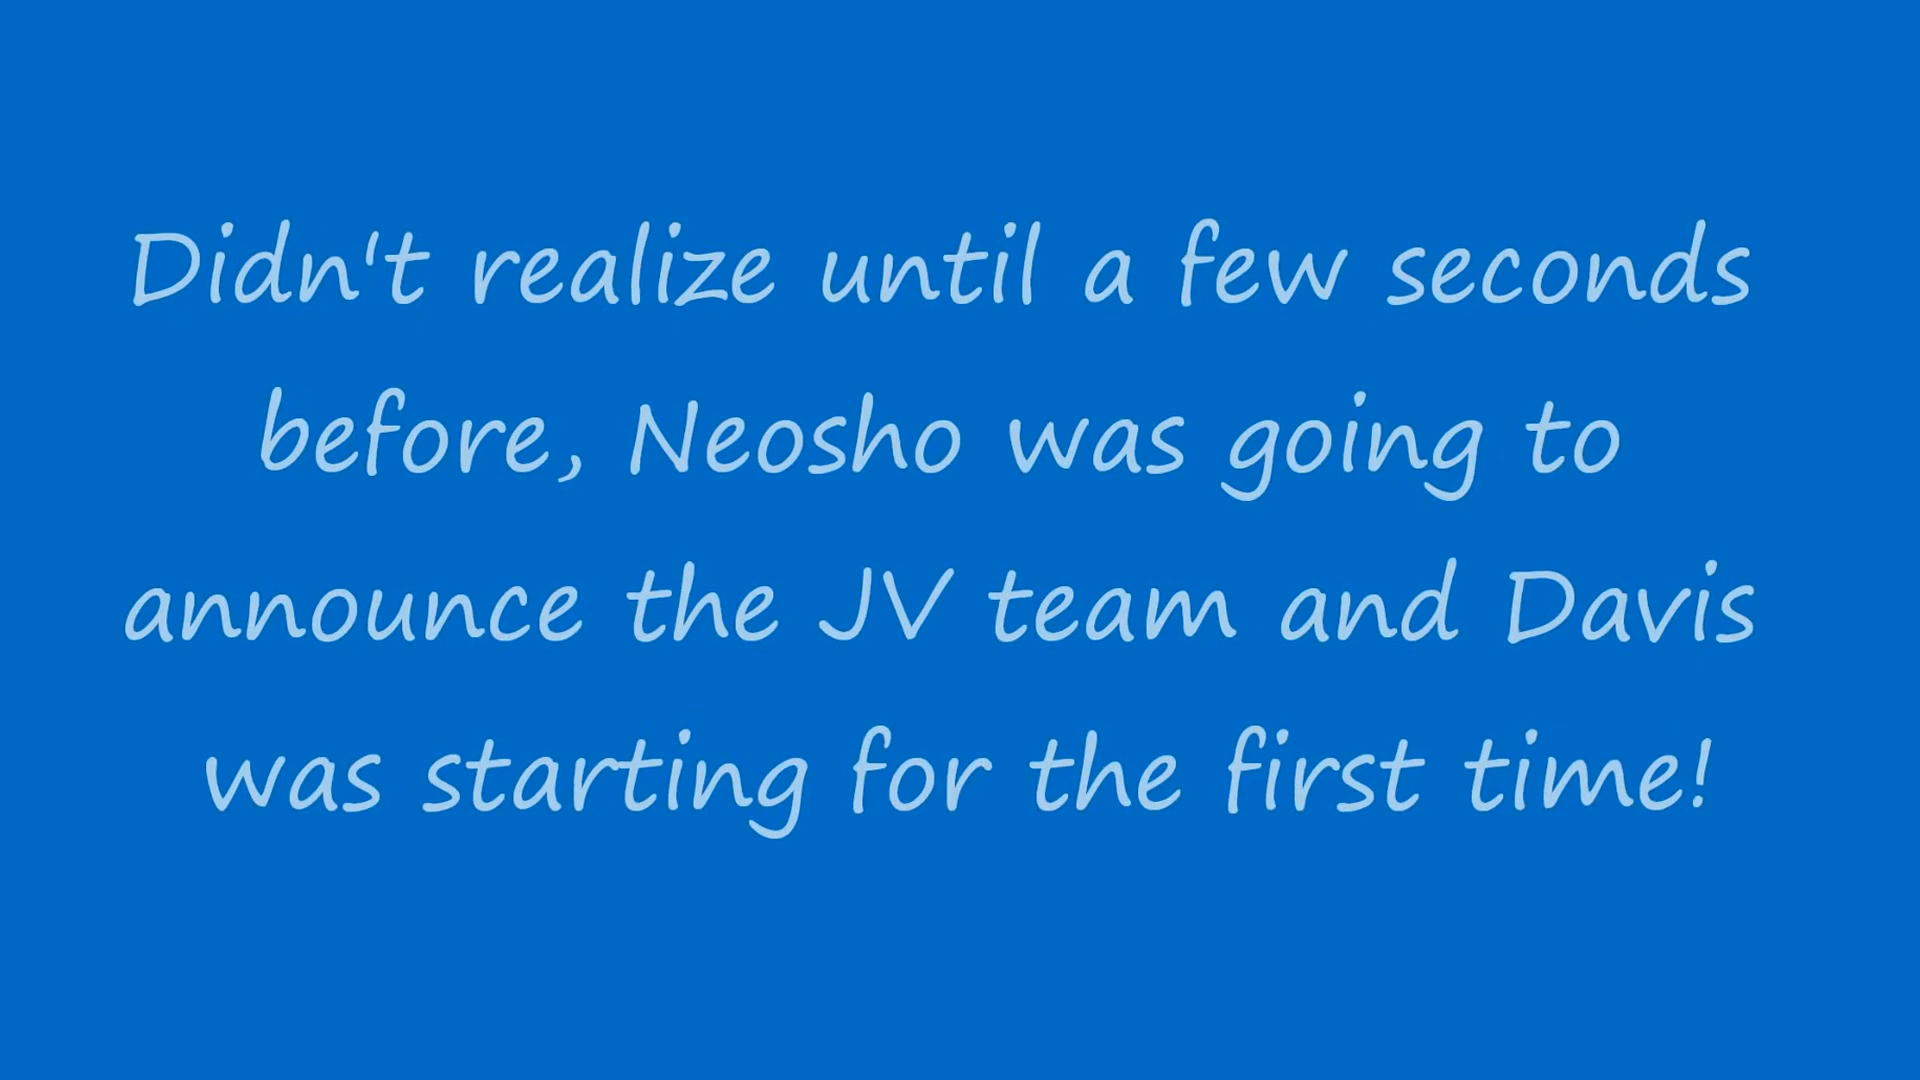 Didn't realize until a few seconds
before, Neosho was going to
announce the JV team and Davis
was starting for the first time!